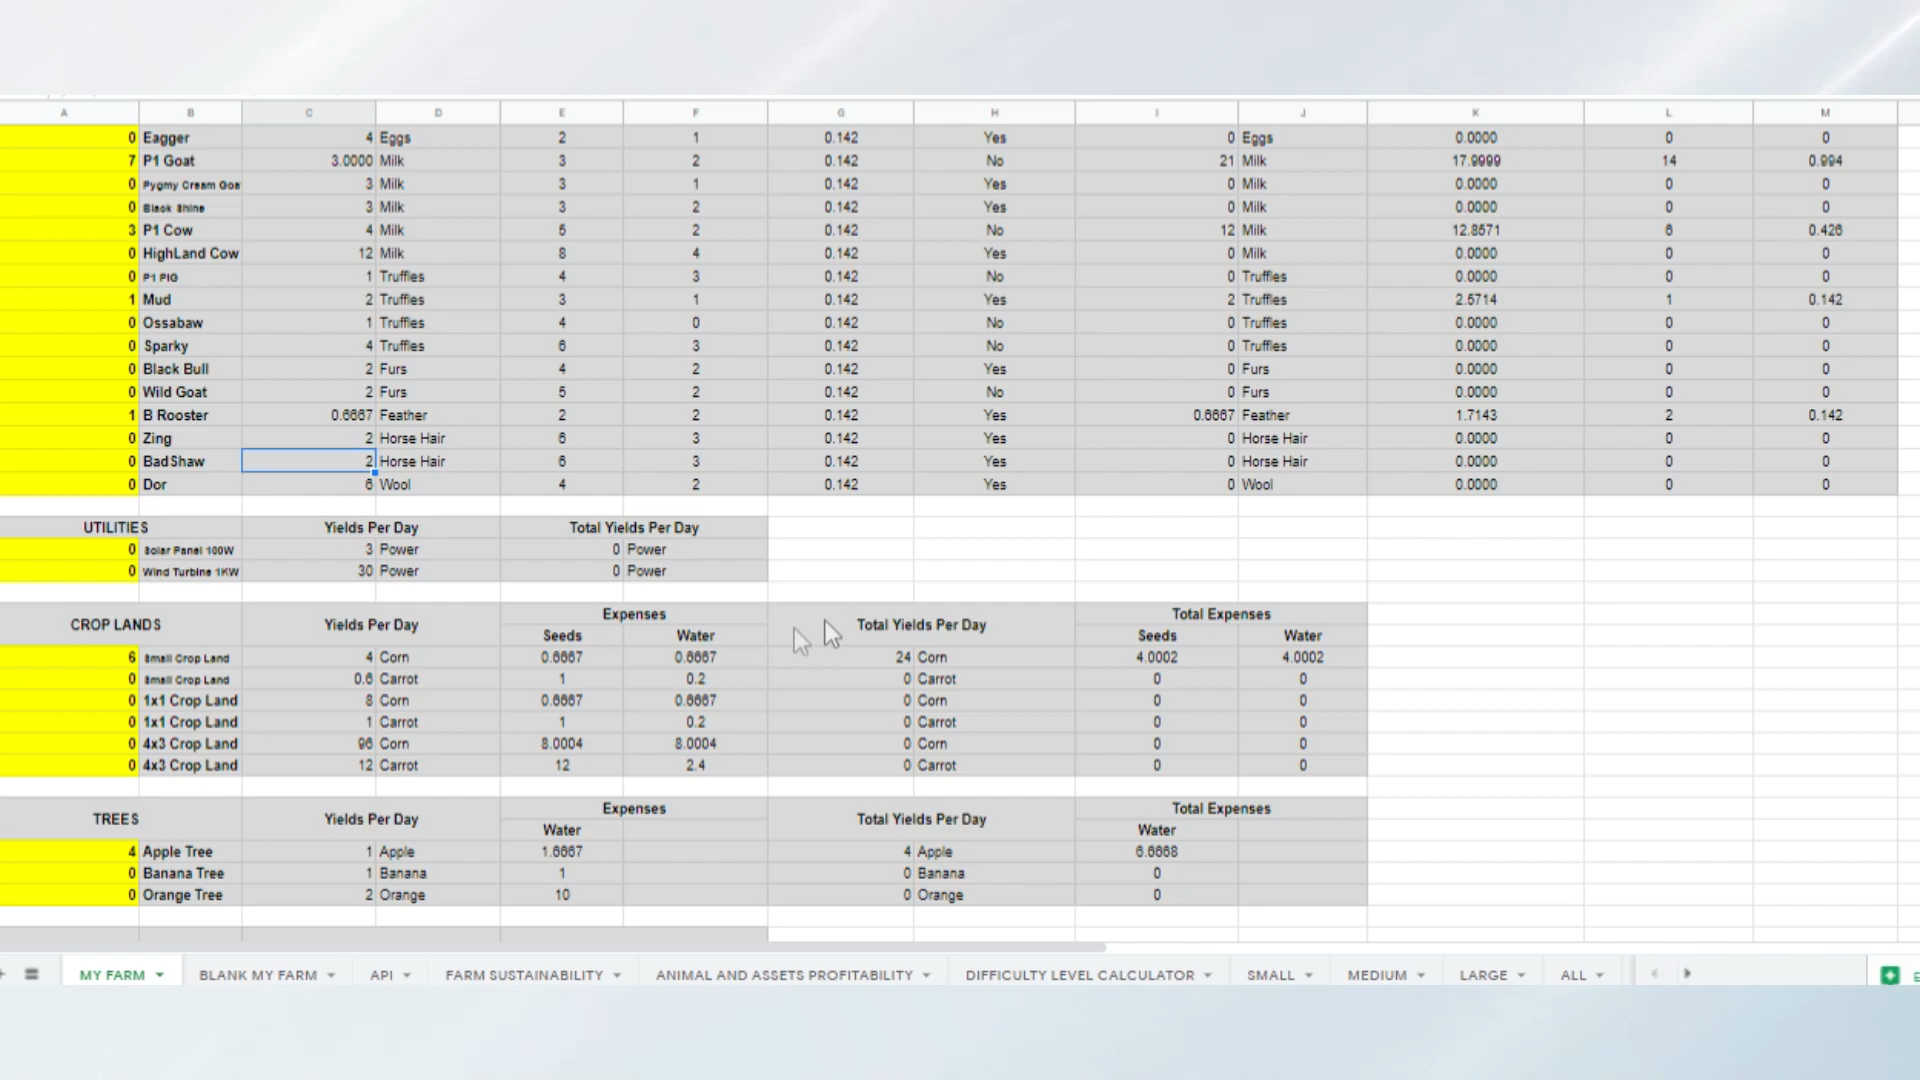 A B C D E F G H I J K L M
0 Eagger 4 Eggs 2 1 0.142 Yes 0 Eggs 0.0000 0 0
7 P1 Goat 3.0000 Milk 3 2 0.142 No 21 Milk 17.9999 14 0.994
0 Pygmy Cream Goa 3 Milk 3 1 0.142 Yes 0 Milk 0.0000 0 0
0 Black Shine 3 Milk 3 2 0.142 Yes 0 Milk 0.0000 0 0
3 P1 Cow 4 Milk 5 2 0.142 No 12 Milk 12.8571 6 0.426
0 HighLand Cow 12 Milk 8 4 0.142 Yes 0 Milk 0.0000 0 0
0 P1 PIG 1 Truffles 4 3 0.142 No 0 Truffles 0.0000 0 0
1 Mud 2 Truffles 3 1 0.142 Yes 2 Truffles 2.5714 1 0.142
0 Ossabaw 1 Truffles 4 0 0.142 No 0 Truffles 0.0000 0 0
0 Sparky 4 Truffles 6 3 0.142 No 0 Truffles 0.0000 0 0
0 Black Bull 2 Furs 4 2 0.142 Yes 0 Furs 0.0000 0 0
0 Wild Goat 2 Furs 5 2 0.142 No 0 Furs 0.0000 0 0
1 B Rooster 0.6667 Feather 2 2 0.142 Yes 0.6667 Feather 1.7143 2 0.142
0 Zing 2 Horse Hair 6 3 0.142 Yes 0 Horse Hair 0.0000 0 0
0 BadShaw 2 Horse Hair 6 3 0.142 Yes 0 Horse Hair 0.0000 0 0
0 Dor 6 Wool 4 2 0.142 Yes 0 Wool 0.0000 0 0
UTILITIES Yields Per Day Total Yields Per Day
0 Solar Panel 100W 3 Power 0 Power
0 Wind Turbine 1KW 30 Power 0 Power
CROP LANDS Yields Per Day Expenses Total Yields Per Day Total Expenses
Seeds Water Seeds Water
6 Small Crop Land 4 Corn 0.6667 0.6667 24 Corn 4.0002 4.0002
0 Small Crop Land 0.6 Carrot 1 0.2 0 Carrot 0 0
0 1x1 Crop Land 8 Corn 0.6667 0.6667 0 Corn 0 0
0 1x1 Crop Land 1 Carrot 1 0.2 0 Carrot 0 0
0 4x3 Crop Land 96 Corn 8.0004 8.0004 0 Corn 0 0
0 4x3 Crop Land 12 Carrot 12 2.4 0 Carrot 0 0
TREES Yields Per Day Expenses Total Yields Per Day Total Expenses
Water Water
4 Apple Tree 1 Apple 1.6667 4 Apple 6.6668
0 Banana Tree 1 Banana 1 0 Banana 0
0 Orange Tree 2 Orange 10 0 Orange 0
MY FARM BLANK MY FARM API FARM SUSTAINABILITY ANIMAL AND ASSETS PROFITABILITY DIFFICULTY LEVEL CALCULATOR SMALL MEDIUM LARGE ALL